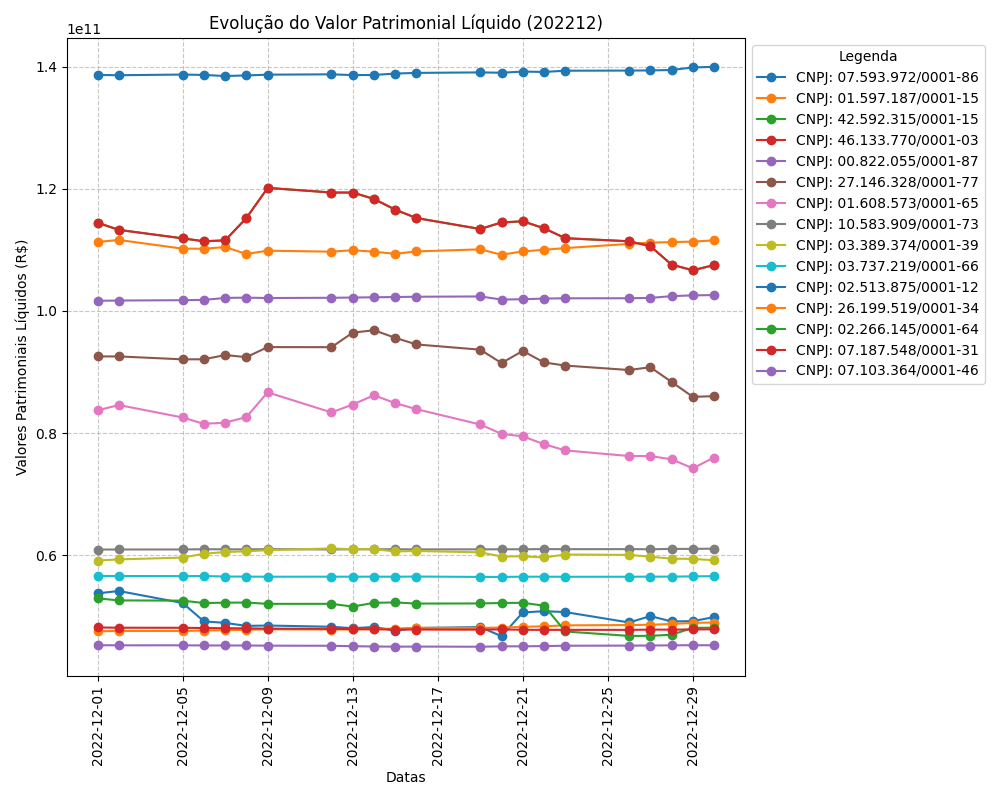 Evolução do Valor Patrimonial Líquido (202212)
1e11
1.4
1.2
1.0
0.8
0.6
Valores Patrimoniais Líquidos (R$)
2022-12-01
2022-12-05
2022-12-09
2022-12-13
2022-12-17
2022-12-21
2022-12-25
2022-12-29
Datas
Legenda
CNPJ: 07.593.972/0001-86
CNPJ: 01.597.187/0001-15
CNPJ: 42.592.315/0001-15
CNPJ: 46.133.770/0001-03
CNPJ: 00.822.055/0001-87
CNPJ: 27.146.328/0001-77
CNPJ: 01.608.573/0001-65
CNPJ: 10.583.909/0001-73
CNPJ: 03.389.374/0001-39
CNPJ: 03.737.219/0001-66
CNPJ: 02.513.875/0001-12
CNPJ: 26.199.519/0001-34
CNPJ: 02.266.145/0001-64
CNPJ: 07.187.548/0001-31
CNPJ: 07.103.364/0001-46